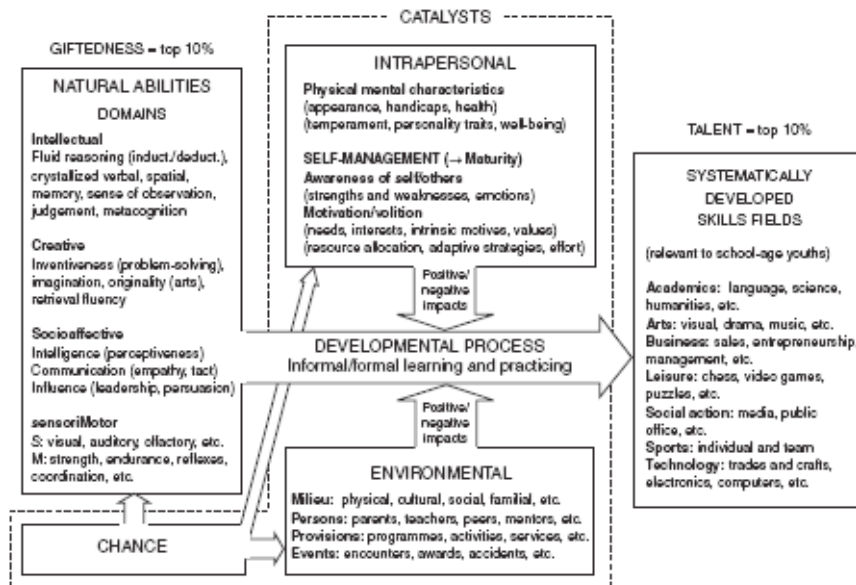 CATALYSTS
GIFTEDNESS = top 10%
NATURAL ABILITIES
DOMAINS
Intellectual
Fluid reasoning (induct./deduct.),
crystallized verbal, spatial,
memory, sense of observation,
judgement, metacognition
Creative
Inventiveness (problem-solving),
imagination, originality (arts),
retrieval fluency
Socioaffective
Intelligence (perceptiveness)
Communication (empathy, tact)
Influence (leadership, persuasion)
sensoriMotor
S: visual, auditory, olfactory, etc.
M: strength, endurance, reflexes,
coordination, etc.
CHANCE
INTRAPERSONAL
Physical mental characteristics
(appearance, handicaps, health)
(temperament, personality traits, well-being)
SELF-MANAGEMENT (→ Maturity)
Awareness of self/others
(strengths and weaknesses, emotions)
Motivation/volition
(needs, interests, intrinsic motives, values)
(resource allocation, adaptive strategies, effort)
Positive/
negative
impacts
DEVELOPMENTAL PROCESS
Informal/formal learning and practicing
Positive/
negative
impacts
ENVIRONMENTAL
Milieu: physical, cultural, social, familial, etc.
Persons: parents, teachers, peers, mentors, etc.
Provisions: programmes, activities, services, etc.
Events: encounters, awards, accidents, etc.
TALENT = top 10%
SYSTEMATICALLY
DEVELOPED
SKILLS FIELDS
(relevant to school-age youths)
Academics: language, science,
humanities, etc.
Arts: visual, drama, music, etc.
Business: sales, entrepreneurship,
management, etc.
Leisure: chess, video games,
puzzles, etc.
Social action: media, public
office, etc.
Sports: individual and team
Technology: trades and crafts,
electronics, computers, etc.